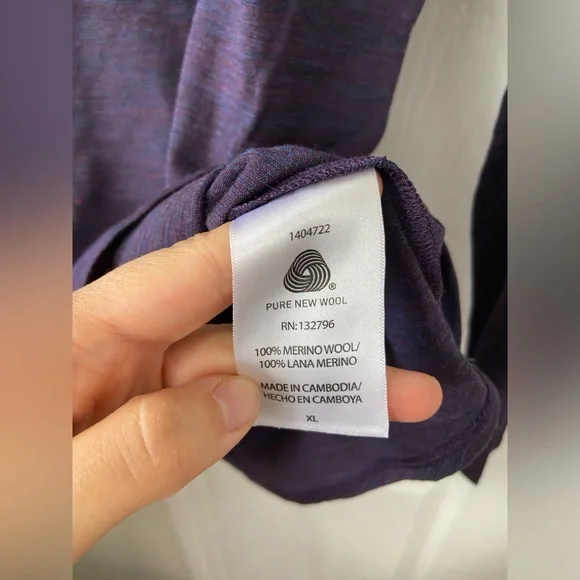 1404722
®
PURE NEW WOOL
RN: 132796
100% MERINO WOOL/
100% LANA MERINO
MADE IN CAMBODIA/
HECHO EN CAMBOYA
XL